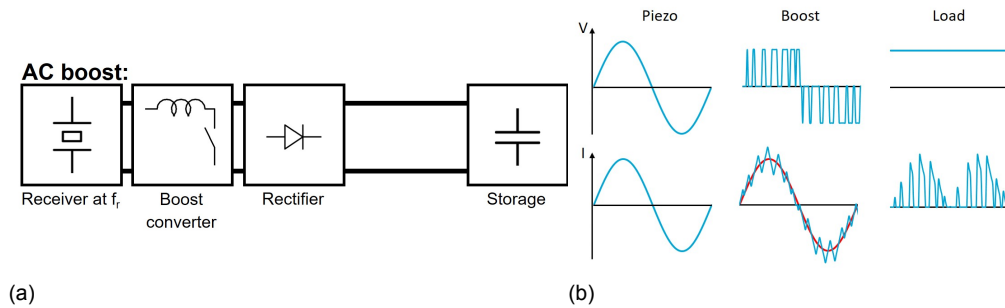 AC boost:
Receiver at fr
Boost
converter
Rectifier
Storage
(a)
Piezo
Boost
Load
V
I
(b)